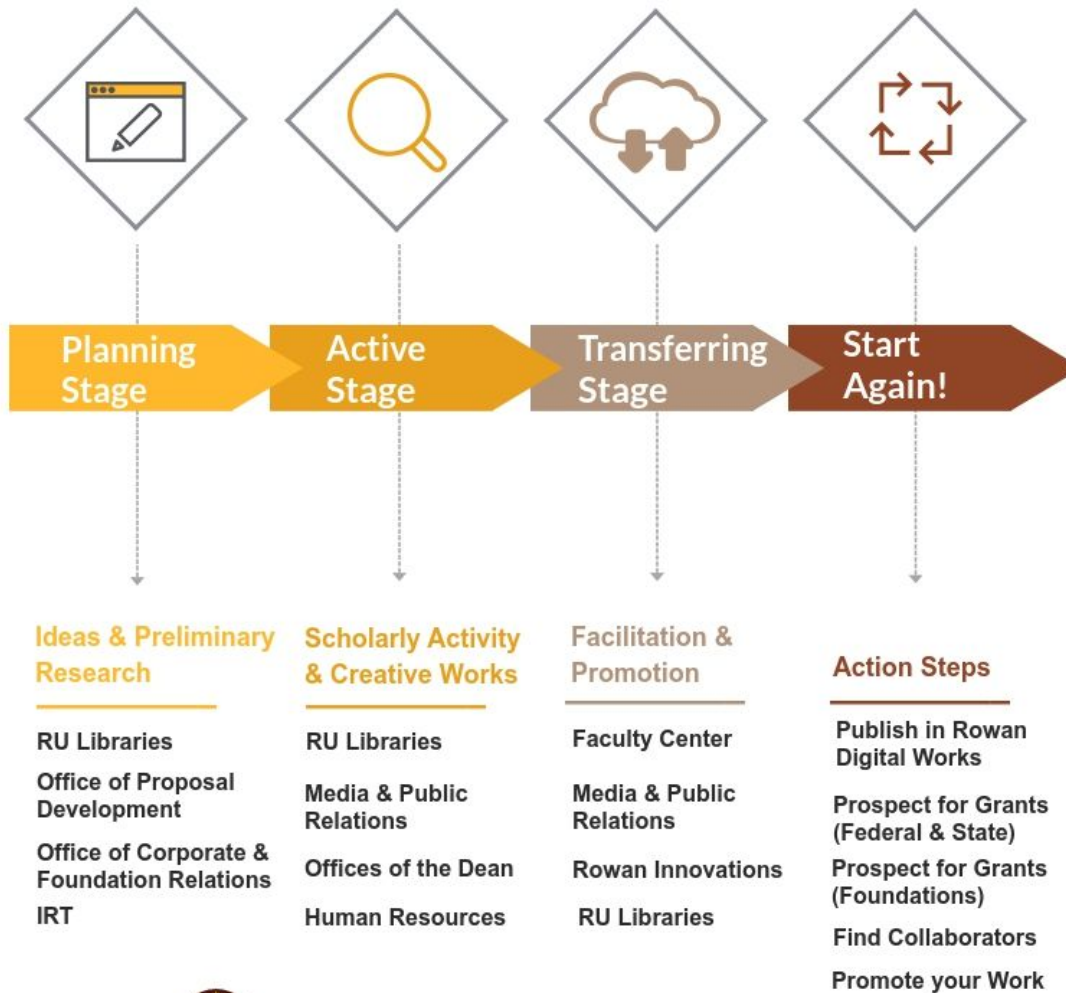 Planning
Stage
Active
Stage
Transferring
Stage
Start
Again!
Ideas & Preliminary
Research
RU Libraries
Office of Proposal
Development
Office of Corporate &
Foundation Relations
IRT
Scholarly Activity
& Creative Works
RU Libraries
Media & Public
Relations
Offices of the Dean
Human Resources
Facilitation &
Promotion
Faculty Center
Media & Public
Relations
Rowan Innovations
RU Libraries
Action Steps
Publish in Rowan
Digital Works
Prospect for Grants
(Federal & State)
Prospect for Grants
(Foundations)
Find Collaborators
Promote your Work